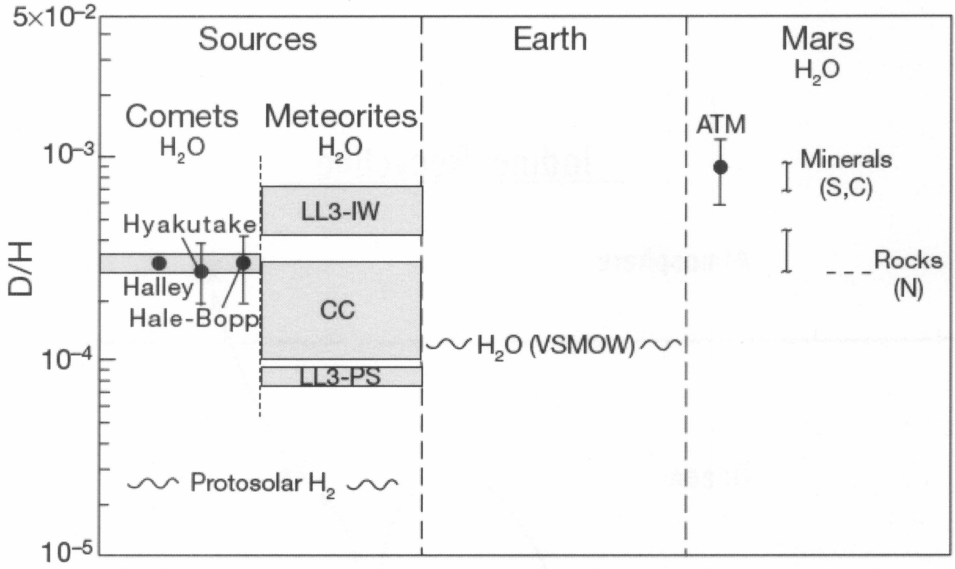 5×10⁻²
Sources
Earth
Mars
H₂O
Comets
H₂O
Meteorites
H₂O
ATM
10⁻³
Minerals
(S,C)
LL3-IW
Hyakutake
D/H
Rocks
(N)
Halley
Hale-Bopp
CC
H₂O (VSMOW)
10⁻⁴
LL3-PS
Protosolar H₂
10⁻⁵